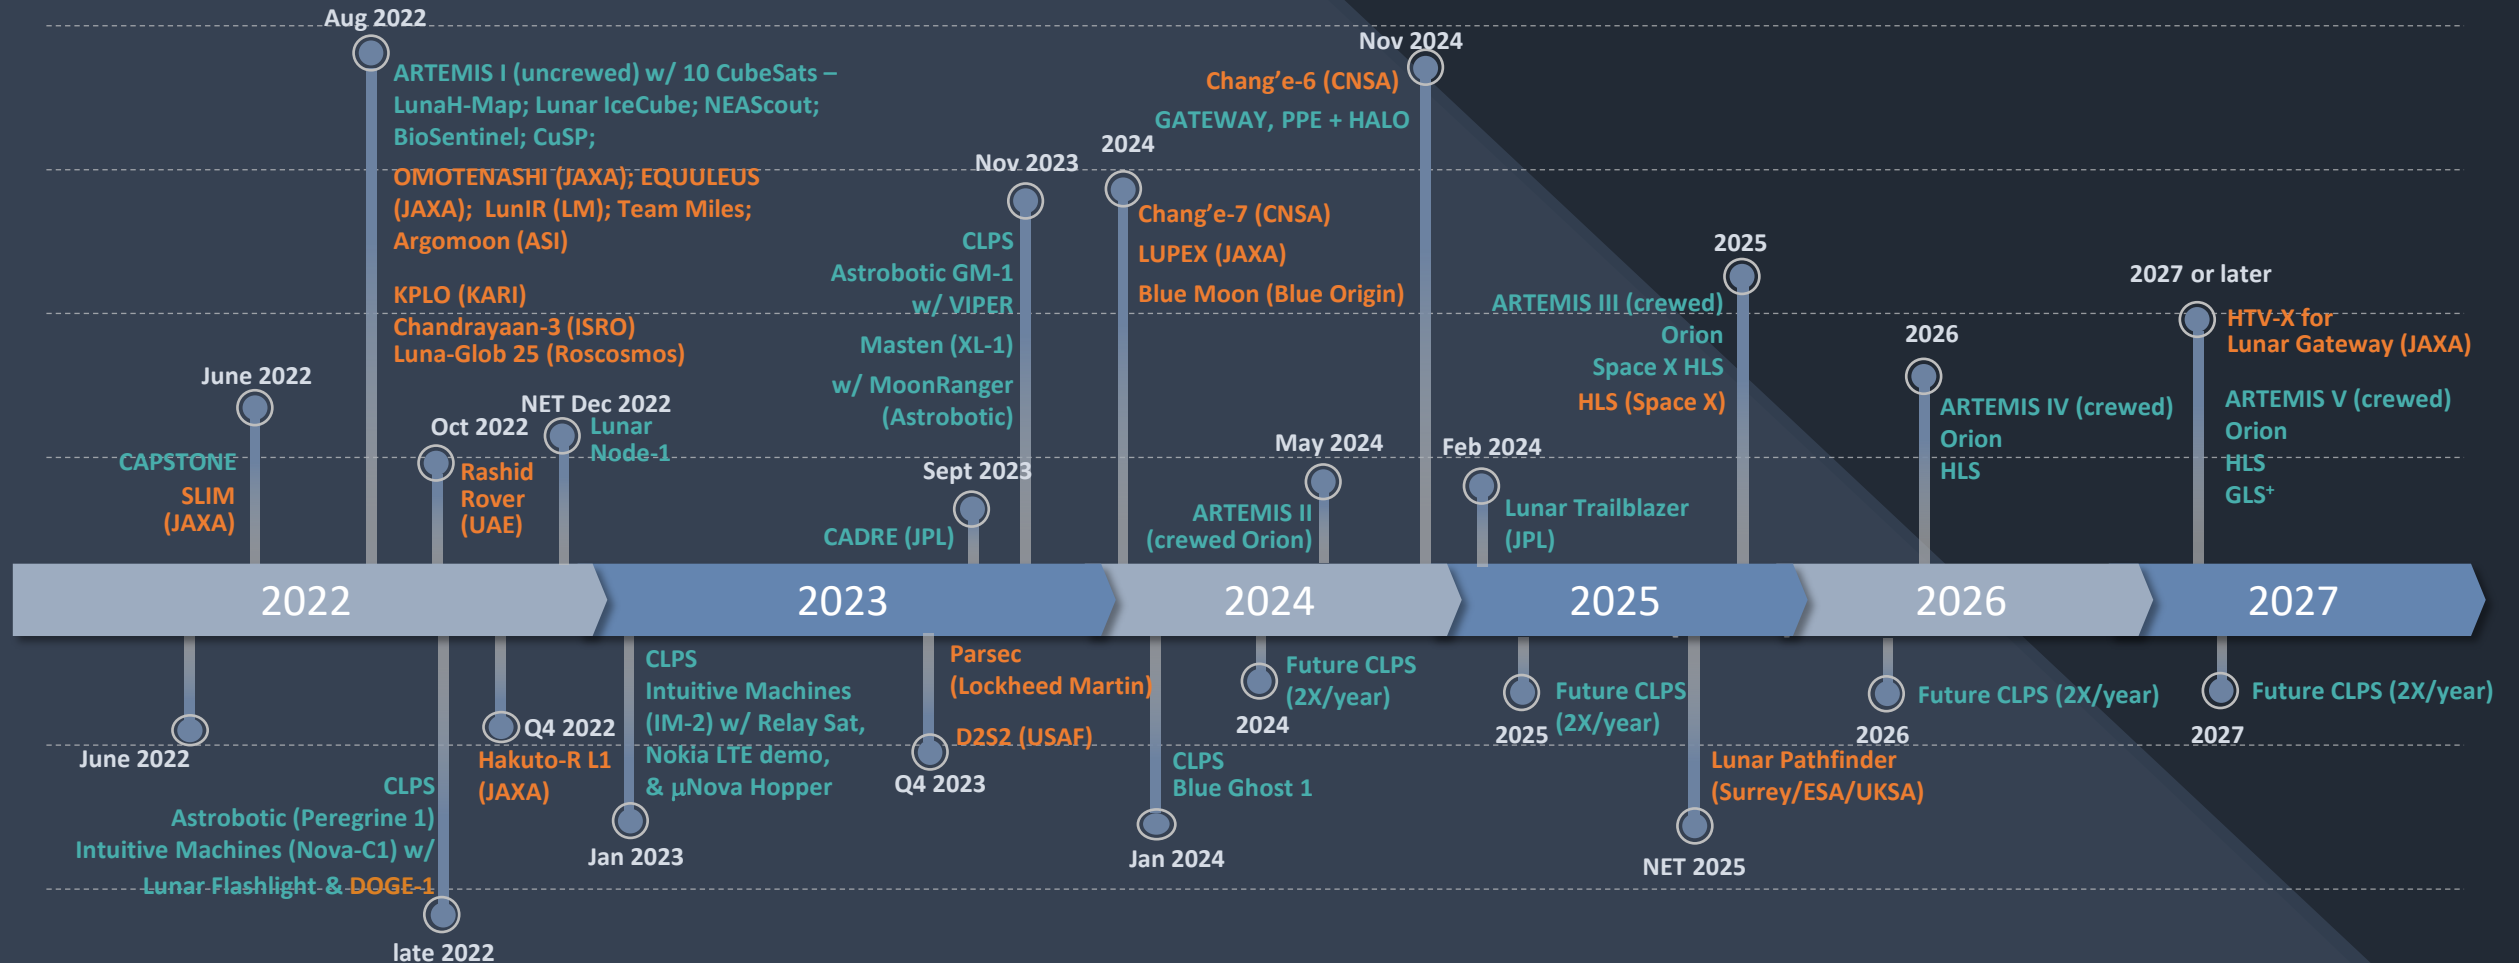 Aug 2022
ARTEMIS I (uncrewed) w/ 10 CubeSats –
LunaH-Map; Lunar IceCube; NEAScout;
BioSentinel; CuSP;
OMOTENASHI (JAXA); EQUULEUS
(JAXA);  LunIR (LM); Team Miles;
Argomoon (ASI)
KPLO (KARI)
Chandrayaan-3 (ISRO)
Luna-Glob 25 (Roscosmos)
June 2022
CAPSTONE
SLIM
(JAXA)
Oct 2022
Rashid
Rover
(UAE)
NET Dec 2022
Lunar
Node-1
Sept 2023
CADRE (JPL)
Nov 2023
CLPS
Astrobotic GM-1
w/ VIPER
Masten (XL-1)
w/ MoonRanger
(Astrobotic)
2024
Chang’e-7 (CNSA)
LUPEX (JAXA)
Blue Moon (Blue Origin)
May 2024
ARTEMIS II
(crewed Orion)
Nov 2024
Chang’e-6 (CNSA)
GATEWAY, PPE + HALO
Feb 2024
Lunar Trailblazer
(JPL)
2025
ARTEMIS III (crewed)
Orion
Space X HLS
HLS (Space X)
2026
ARTEMIS IV (crewed)
Orion
HLS
2027 or later
HTV-X for
Lunar Gateway (JAXA)
ARTEMIS V (crewed)
Orion
HLS
GLS+
2022
2023
2024
2025
2026
2027
June 2022
CLPS
Astrobotic (Peregrine 1)
Intuitive Machines (Nova-C1) w/
Lunar Flashlight & DOGE-1
late 2022
Q4 2022
Hakuto-R L1
(JAXA)
CLPS
Intuitive Machines
(IM-2) w/ Relay Sat,
Nokia LTE demo,
& μNova Hopper
Jan 2023
Parsec
(Lockheed Martin)
D2S2 (USAF)
Q4 2023
CLPS
Blue Ghost 1
Jan 2024
Future CLPS
(2X/year)
2024
Future CLPS
(2X/year)
2025
Lunar Pathfinder
(Surrey/ESA/UKSA)
NET 2025
Future CLPS (2X/year)
2026
Future CLPS (2X/year)
2027